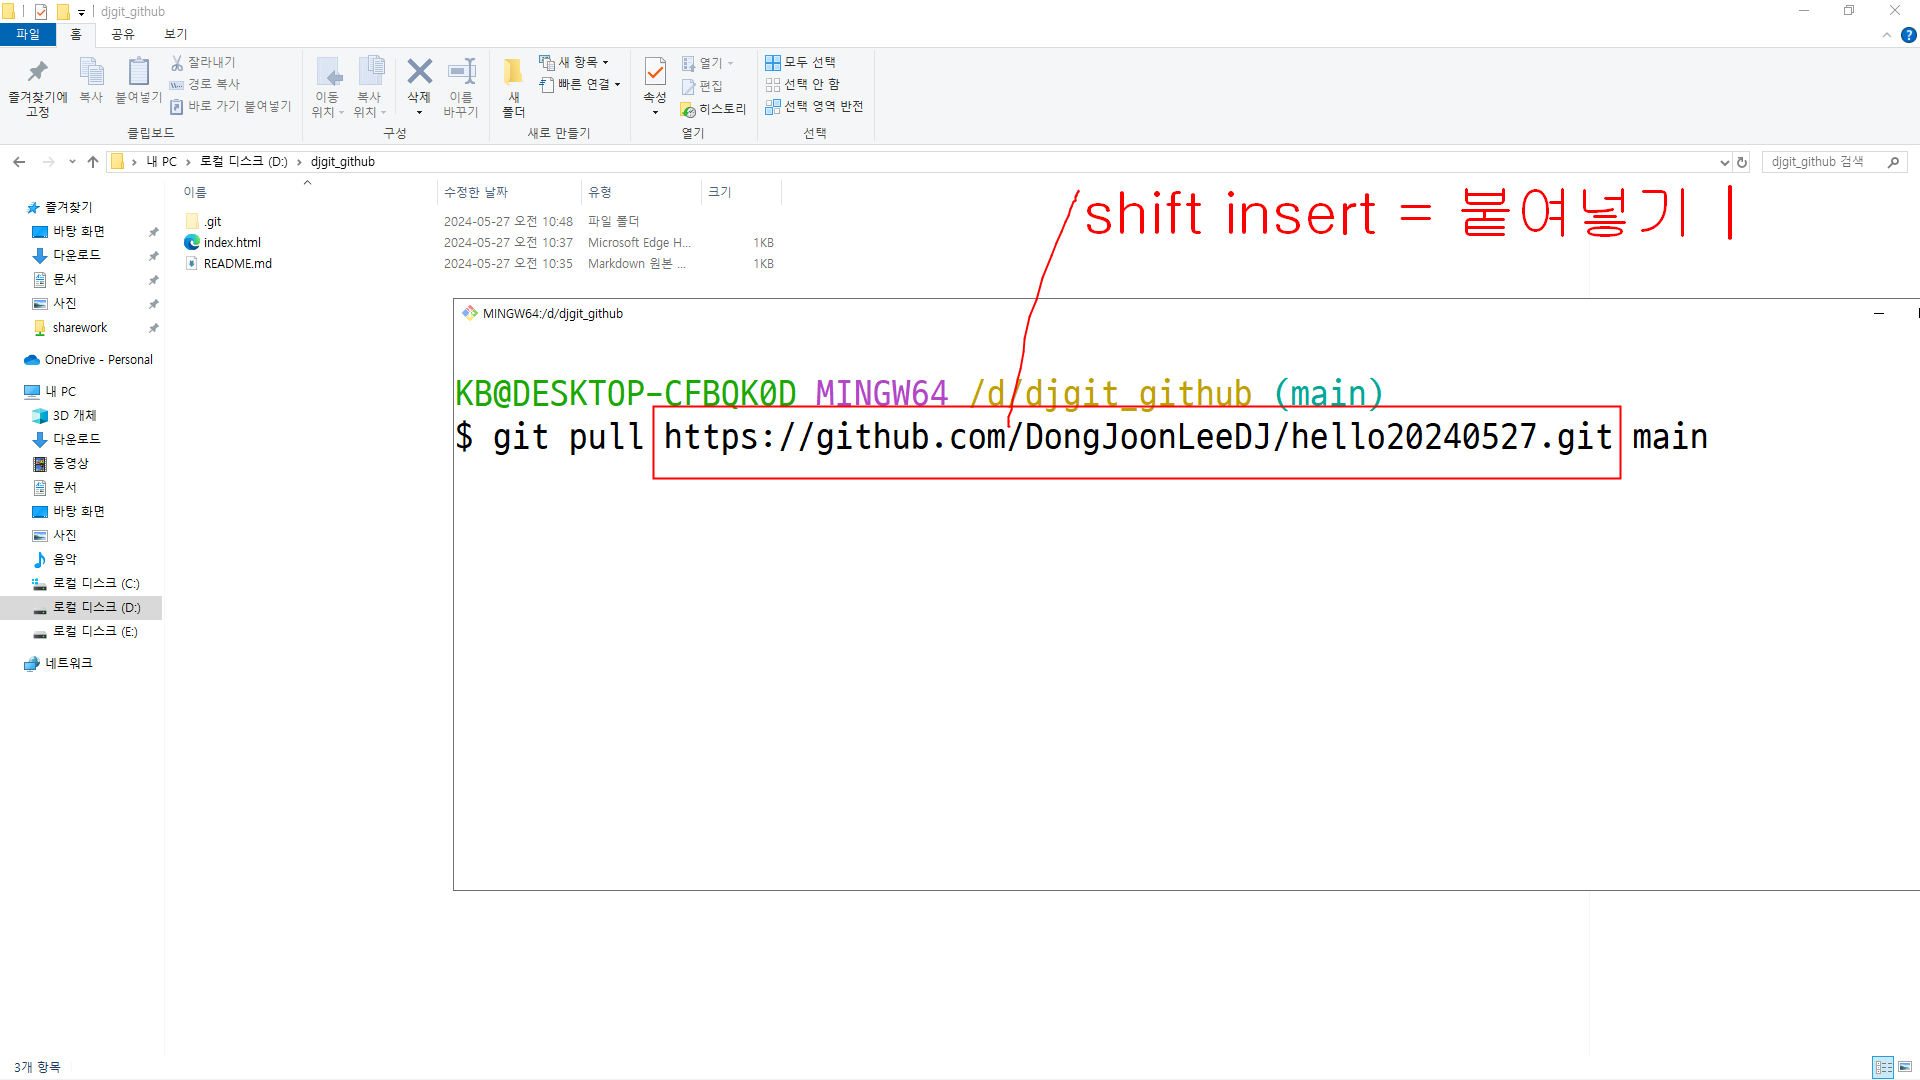 djgit_github
파일 홈 공유 보기
즐겨찾기에 고정
복사
붙여넣기
잘라내기
경로 복사
바로 가기 붙여넣기
클립보드
이동 위치
복사 위치
삭제
이름 바꾸기
구성
새 폴더
새 항목
빠른 연결
새로 만들기
속성
열기
편집
히스토리
열기
모두 선택
선택 안 함
선택 영역 반전
선택
내 PC › 로컬 디스크 (D:) › djgit_github
djgit_github 검색
이름 수정한 날짜 유형 크기
.git 2024-05-27 오전 10:48 파일 폴더
index.html 2024-05-27 오전 10:37 Microsoft Edge H... 1KB
README.md 2024-05-27 오전 10:35 Markdown 원본 ... 1KB
즐겨찾기
바탕 화면
다운로드
문서
사진
sharework
OneDrive - Personal
내 PC
3D 개체
다운로드
동영상
문서
바탕 화면
사진
음악
로컬 디스크 (C:)
로컬 디스크 (D:)
로컬 디스크 (E:)
네트워크
shift insert = 붙여넣기
MINGW64:/d/djgit_github
KB@DESKTOP-CFBQK0D MINGW64 /d/djgit_github (main)
$ git pull https://github.com/DongJoonLeeDJ/hello20240527.git main
3개 항목